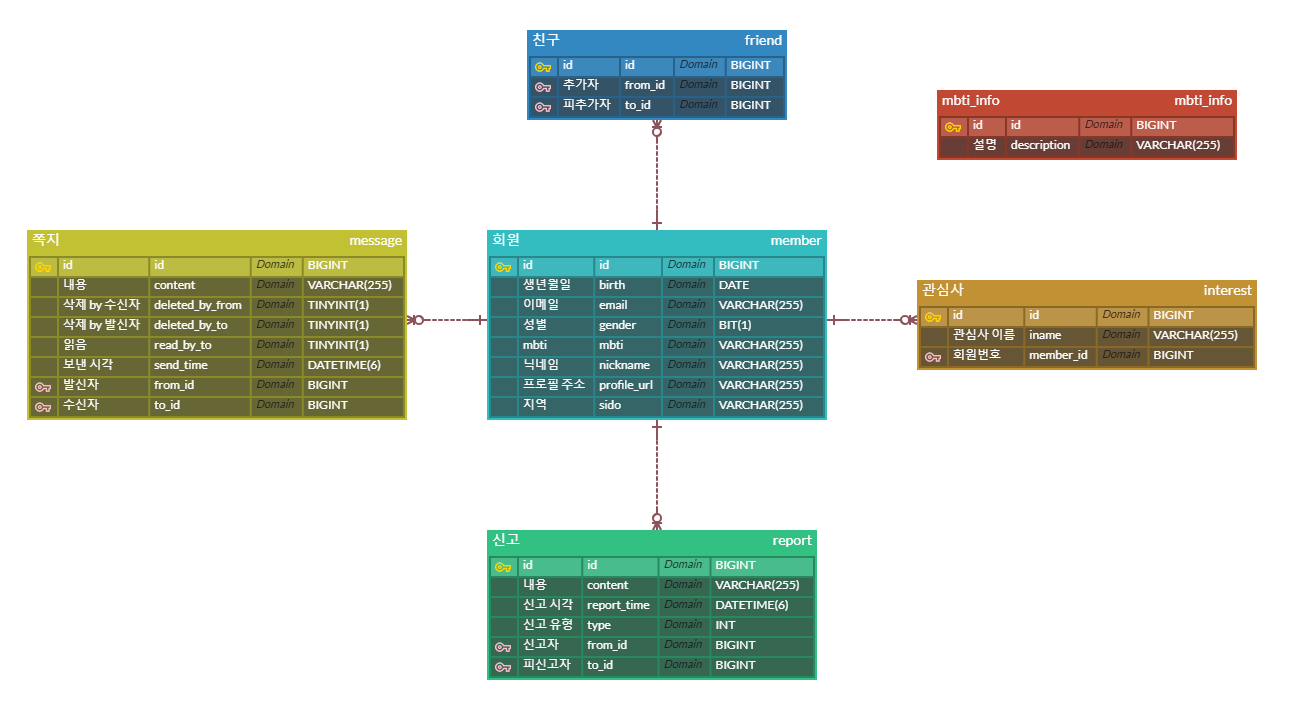 친구 friend
id id Domain BIGINT
추가자 from_id Domain BIGINT
피추가자 to_id Domain BIGINT
mbti_info mbti_info
id id Domain BIGINT
설명 description Domain VARCHAR(255)
쪽지 message
id id Domain BIGINT
내용 content Domain VARCHAR(255)
삭제 by 수신자 deleted_by_from Domain TINYINT(1)
삭제 by 발신자 deleted_by_to Domain TINYINT(1)
읽음 read_by_to Domain TINYINT(1)
보낸 시각 send_time Domain DATETIME(6)
발신자 from_id Domain BIGINT
수신자 to_id Domain BIGINT
회원 member
id id Domain BIGINT
생년월일 birth Domain DATE
이메일 email Domain VARCHAR(255)
성별 gender Domain BIT(1)
mbti mbti Domain VARCHAR(255)
닉네임 nickname Domain VARCHAR(255)
프로필 주소 profile_url Domain VARCHAR(255)
지역 sido Domain VARCHAR(255)
관심사 interest
id id Domain BIGINT
관심사 이름 iname Domain VARCHAR(255)
회원번호 member_id Domain BIGINT
신고 report
id id Domain BIGINT
내용 content Domain VARCHAR(255)
신고 시각 report_time Domain DATETIME(6)
신고 유형 type Domain INT
신고자 from_id Domain BIGINT
피신고자 to_id Domain BIGINT